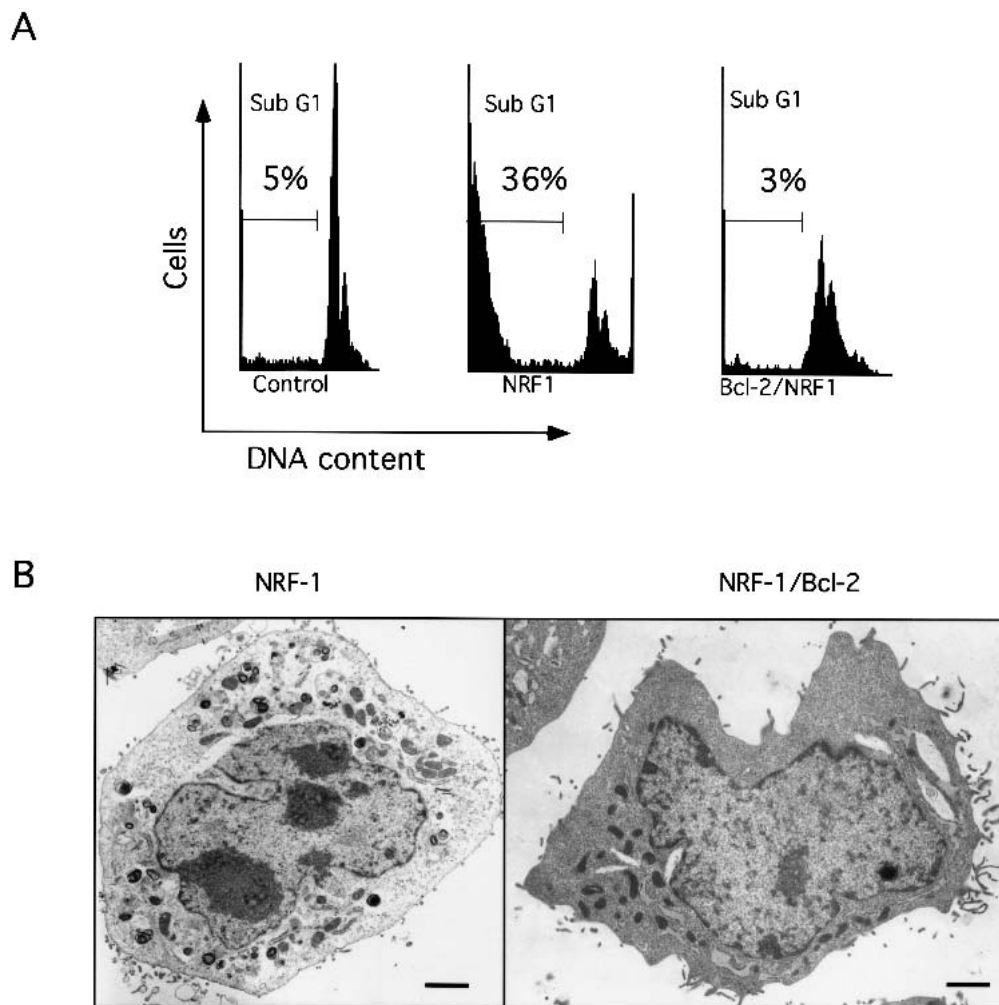 A
Sub G1
5%
Sub G1
36%
Sub G1
3%
Cells
Control
NRF1
Bcl-2/NRF1
DNA content
B
NRF-1
NRF-1/Bcl-2